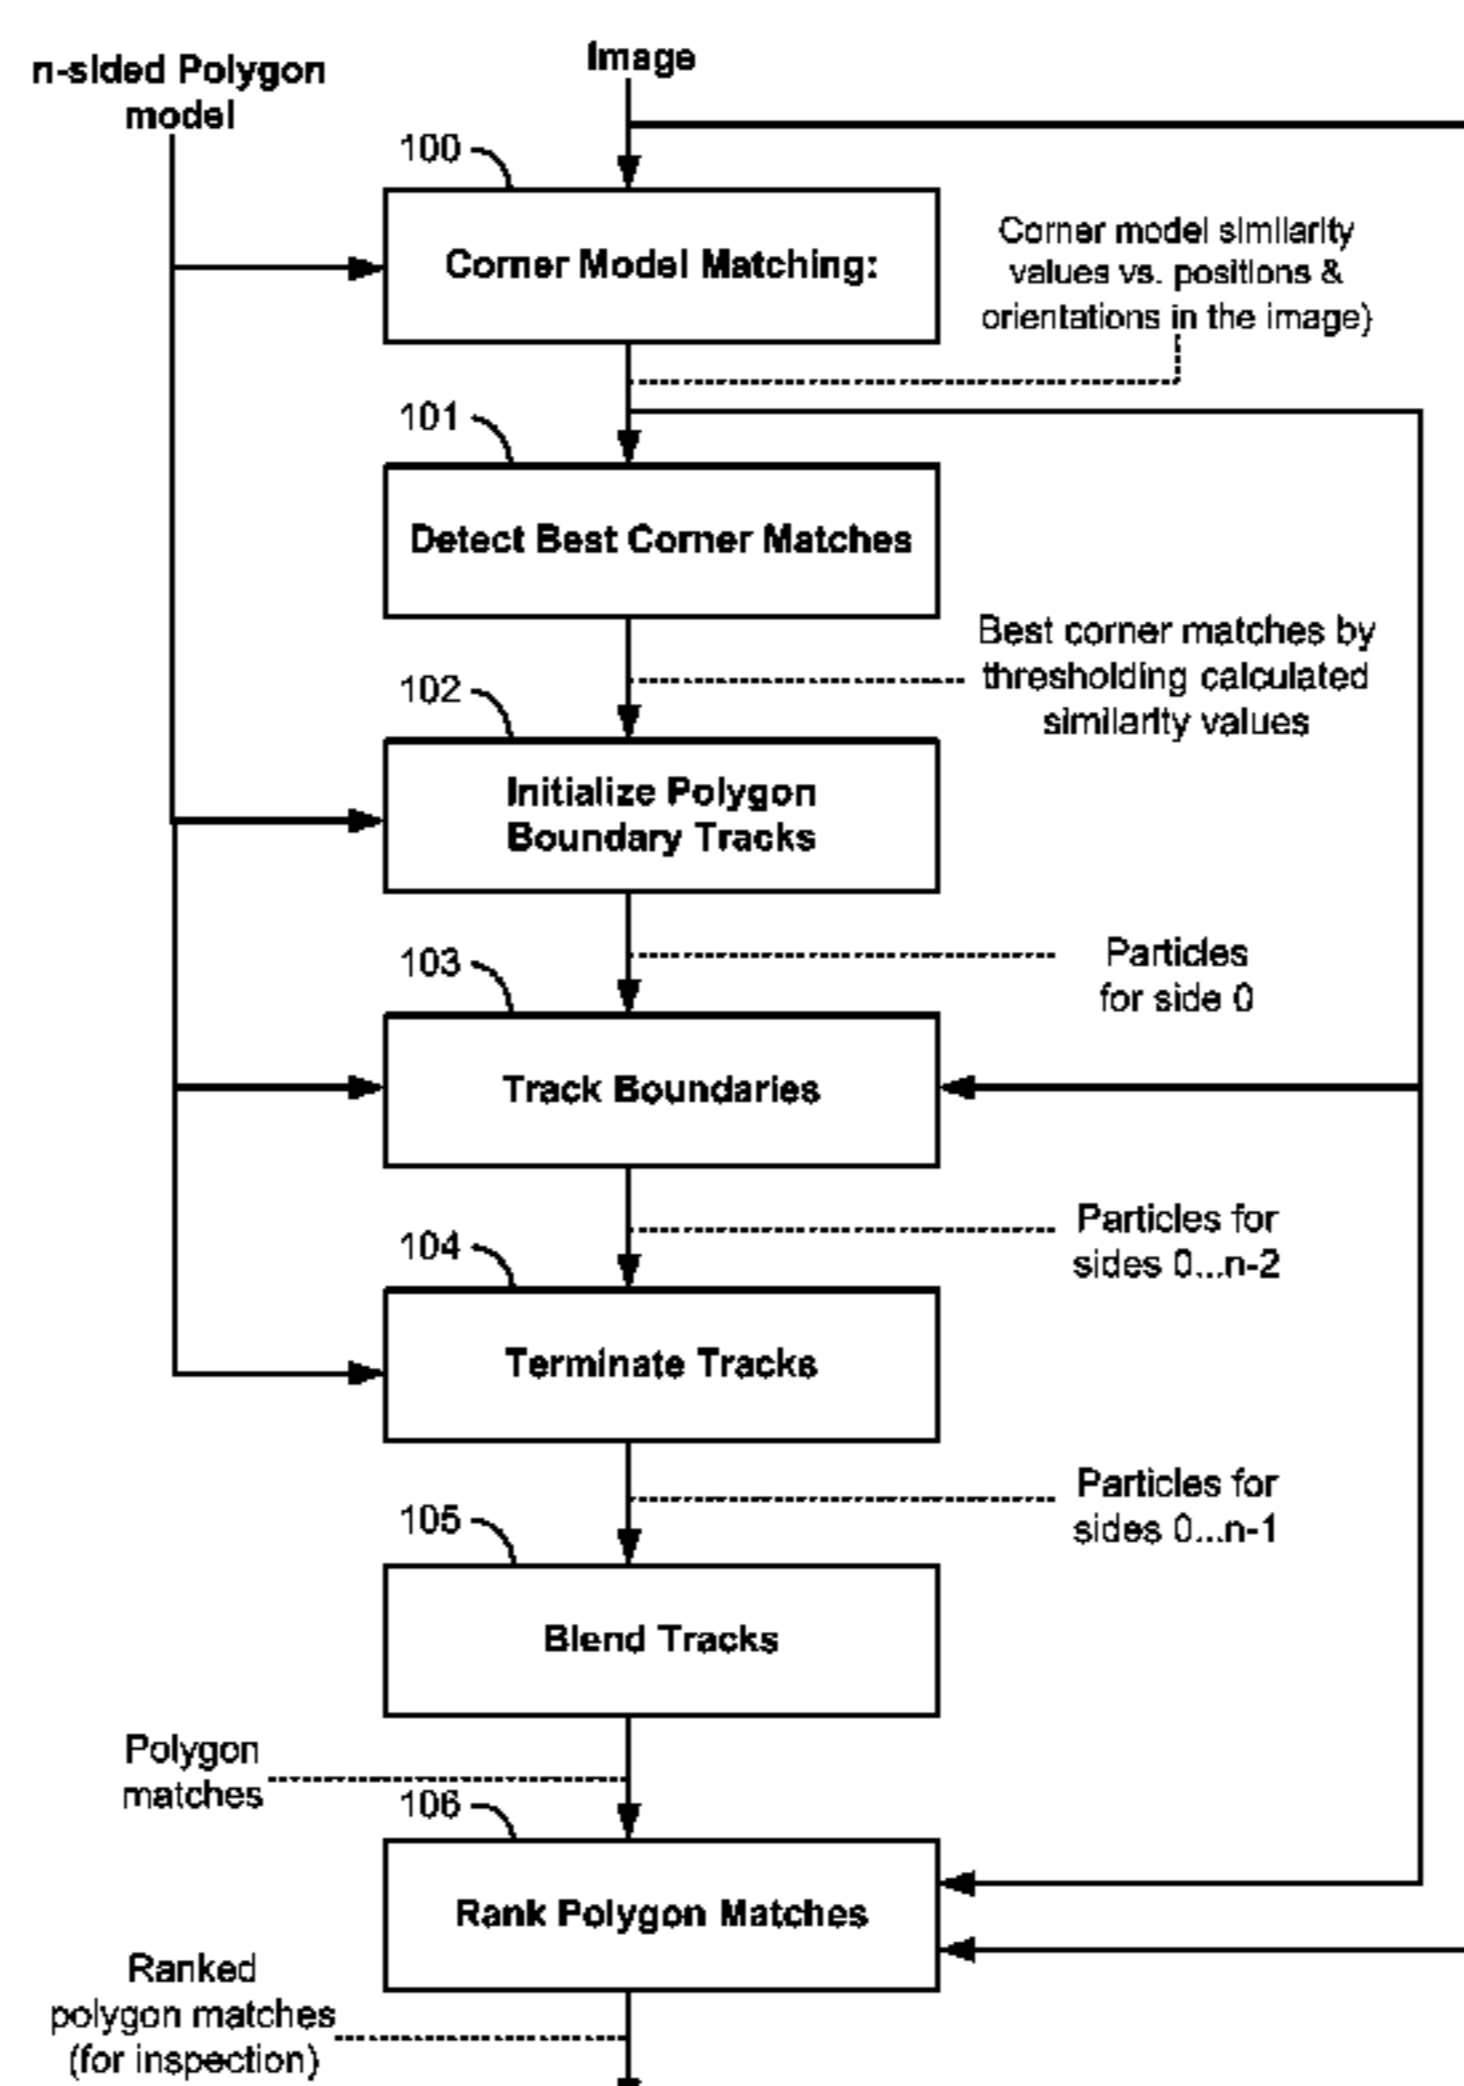 n-sided Polygon
model
Image
100
Corner Model Matching:
Corner model similarity
values vs. positions &
orientations in the image)
101
Detect Best Corner Matches
Best corner matches by
thresholding calculated
similarity values
102
Initialize Polygon
Boundary Tracks
Particles
for side 0
103
Track Boundaries
Particles for
sides 0...n-2
104
Terminate Tracks
Particles for
sides 0...n-1
105
Blend Tracks
Polygon
matches
106
Rank Polygon Matches
Ranked
polygon matches
(for inspection)